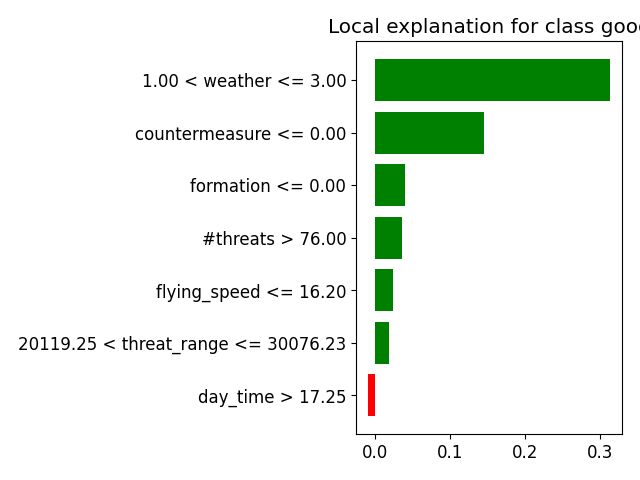 Local explanation for class good
1.00 < weather <= 3.00
countermeasure <= 0.00
formation <= 0.00
#threats > 76.00
flying_speed <= 16.20
20119.25 < threat_range <= 30076.23
day_time > 17.25
0.0 0.1 0.2 0.3